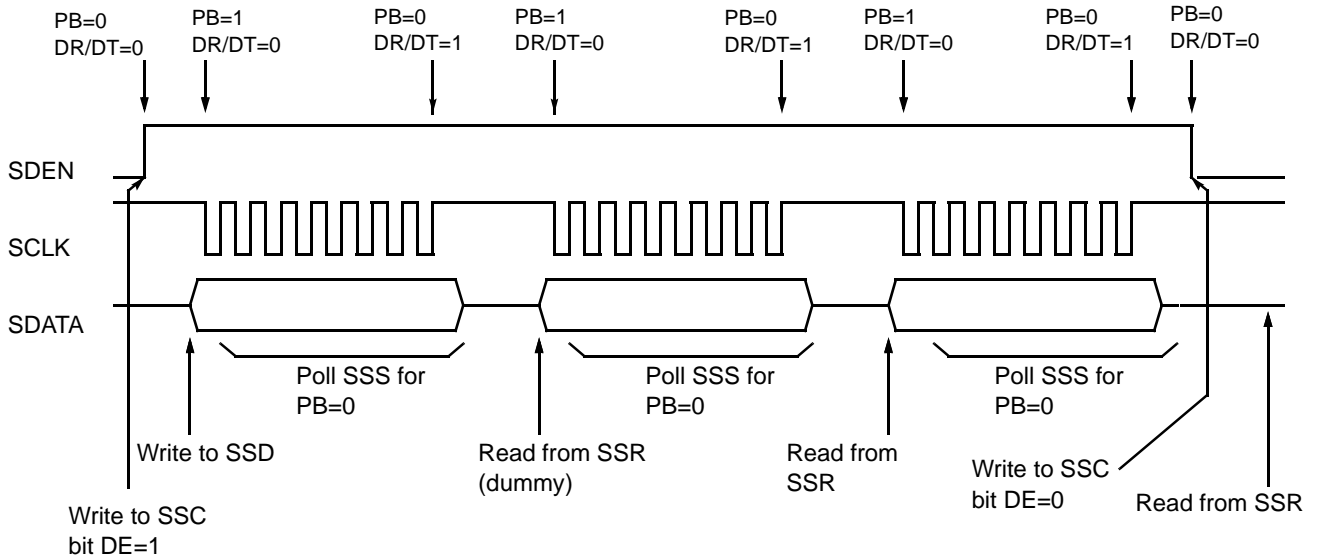 PB=0
DR/DT=0
PB=1
DR/DT=0
PB=0
DR/DT=1
PB=1
DR/DT=0
PB=0
DR/DT=1
PB=1
DR/DT=0
PB=0
DR/DT=1
PB=0
DR/DT=0
SDEN
SCLK
SDATA
Poll SSS for
PB=0
Poll SSS for
PB=0
Poll SSS for
PB=0
Write to SSD
Read from SSR
(dummy)
Read from
SSR
Write to SSC
bit DE=0
Read from SSR
Write to SSC
bit DE=1